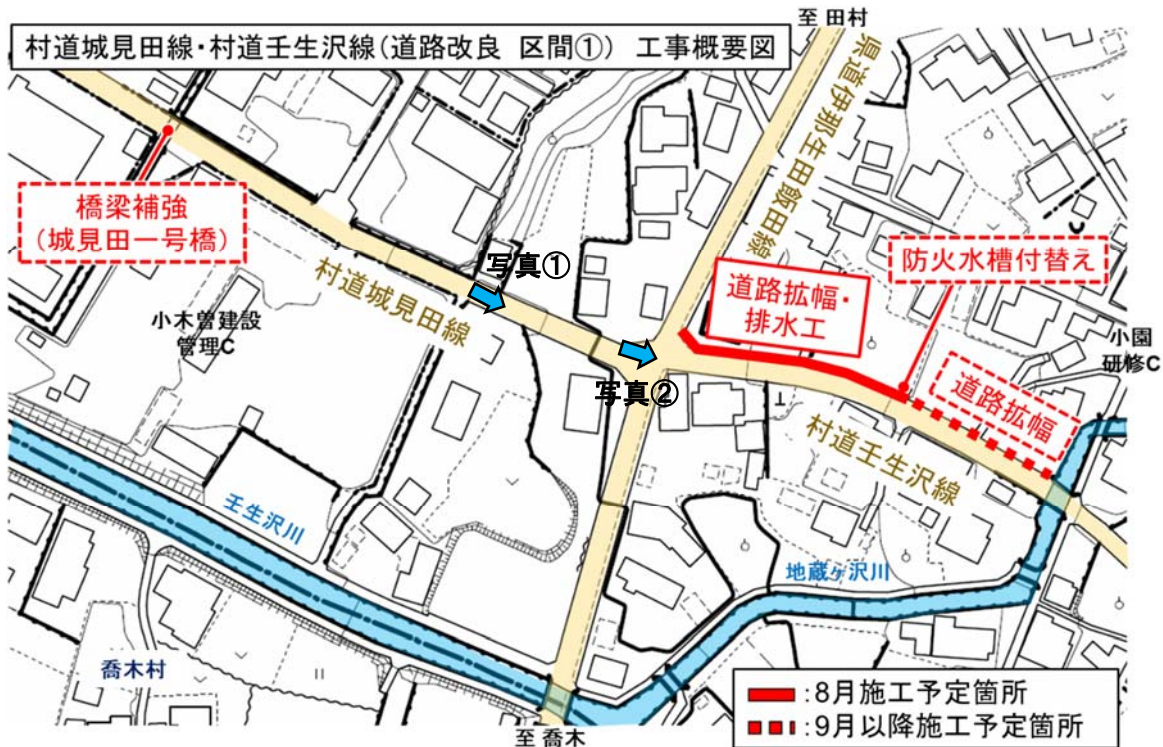 至 田村
村道城見田線・村道壬生沢線(道路改良 区間①) 工事概要図
県道伊那生田飯田線
橋梁補強
(城見田一号橋)
写真①
防火水槽付替え
村道城見田線
道路拡幅・
排水工
小木曽建設
管理C
小園
研修C
写真②
道路拡幅
村道壬生沢線
壬生沢川
地蔵ヶ沢川
喬木村
:8月施工予定箇所
:9月以降施工予定箇所
至 喬木